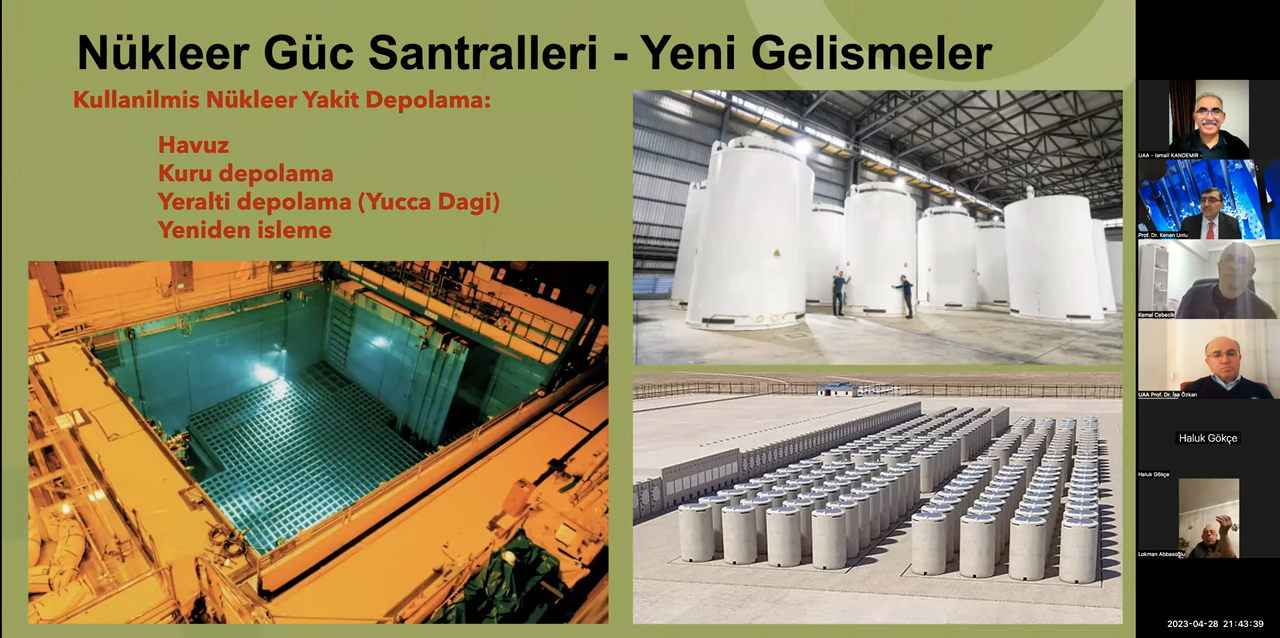 Nükleer Güc Santralleri - Yeni Gelismeler
Kullanilmis Nükleer Yakit Depolama:
Havuz
Kuru depolama
Yeralti depolama (Yucca Dagi)
Yeniden isleme
UAA - Ismail KANDEMIR -
Prof. Dr. Kenan Unlu
Kemal Cebecik
UAA Prof. Dr. İsa Özkan
Haluk Gökçe
Haluk Gökçe
Lokman Abbasoğlu
2023-04-28 21:43:39